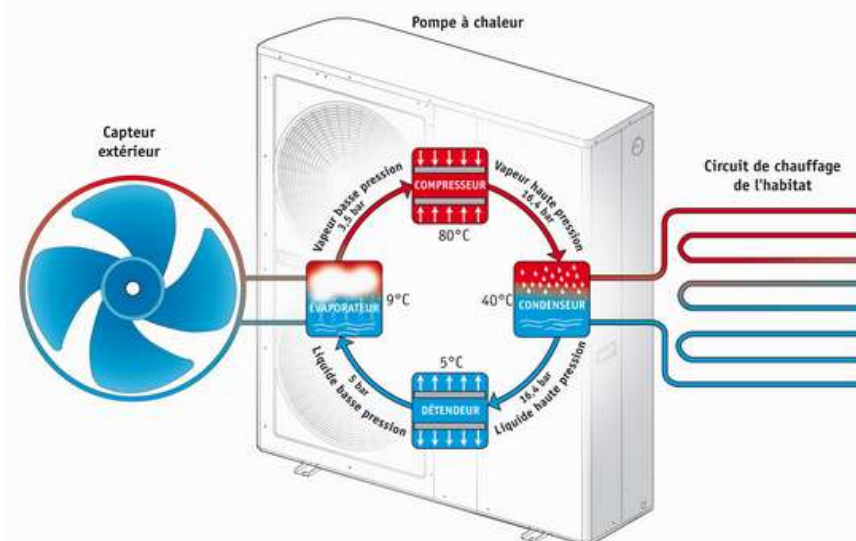 Pompe à chaleur
Capteur
extérieur
Circuit de chauffage
de l'habitat
Vapeur basse pression
3,5 bar
COMPRESSEUR
80°C
Vapeur haute pression
16,4 bar
ÉVAPORATEUR
9°C
40°C
CONDENSEUR
5°C
DÉTENDEUR
5 bar
Liquide basse pression
16,4 bar
Liquide haute pression